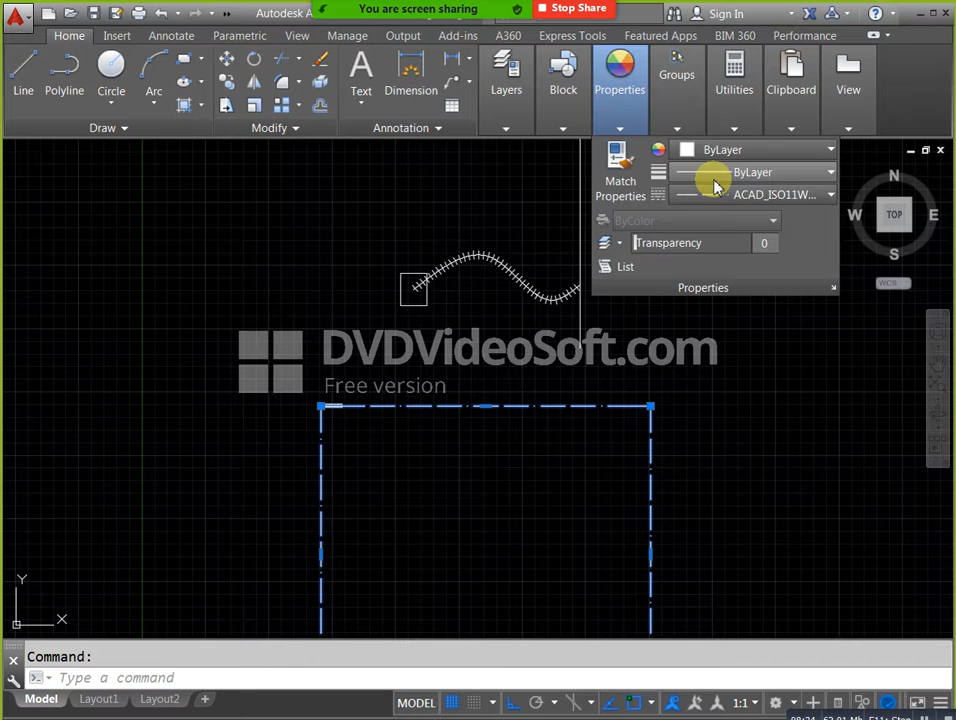 Autodesk A
You are screen sharing
Stop Share
Sign In
Home Insert Annotate Parametric View Manage Output Add-ins A360 Express Tools Featured Apps BIM 360 Performance
Line Polyline Circle Arc Text Dimension Layers Block Properties Groups Utilities Clipboard View
Draw Modify Annotation
ByLayer
Match Properties
ByLayer
ACAD_ISO11W...
ByColor
Transparency 0
List
Properties
N
W TOP E
S
WCS
DVDVideoSoft.com
Free version
Y
X
Command:
Type a command
Model Layout1 Layout2 +
MODEL 1:1